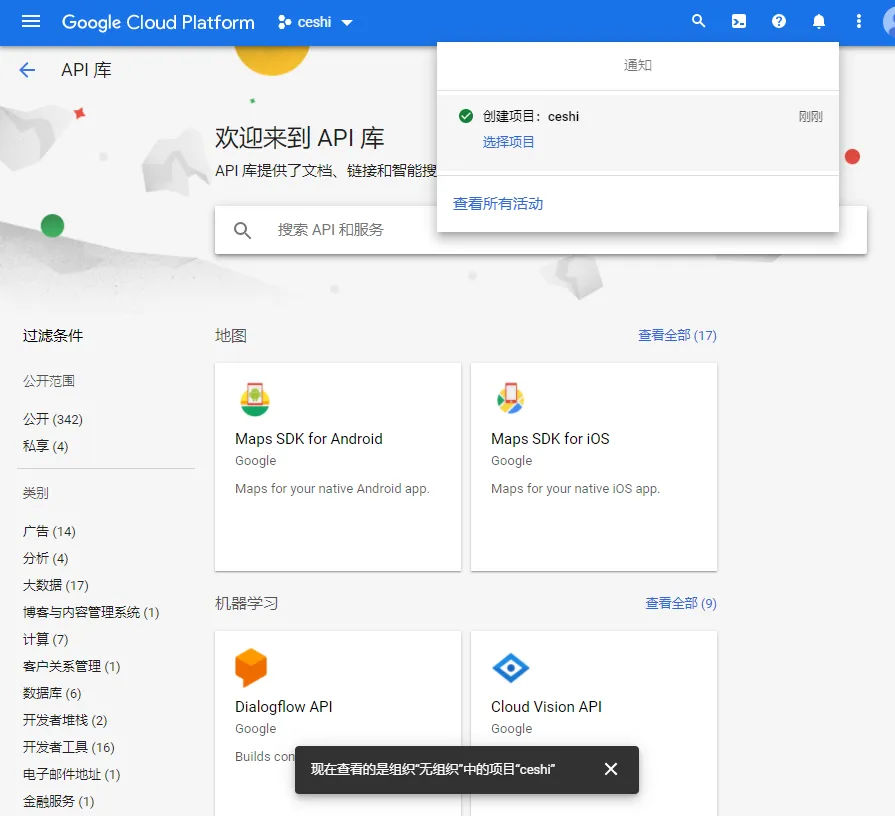 Google Cloud Platform
ceshi
API 库
通知
创建项目：ceshi
刚刚
选择项目
查看所有活动
欢迎来到 API 库
API 库提供了文档、链接和智能搜
搜索 API 和服务
过滤条件
公开范围
公开 (342)
私享 (4)
类别
广告 (14)
分析 (4)
大数据 (17)
博客与内容管理系统 (1)
计算 (7)
客户关系管理 (1)
数据库 (6)
开发者堆栈 (2)
开发者工具 (16)
电子邮件地址 (1)
金融服务 (1)
地图
查看全部 (17)
Maps SDK for Android
Google
Maps for your native Android app.
Maps SDK for iOS
Google
Maps for your native iOS app.
机器学习
查看全部 (9)
Dialogflow API
Google
Builds con
Cloud Vision API
Google
现在查看的是组织“无组织”中的项目“ceshi”